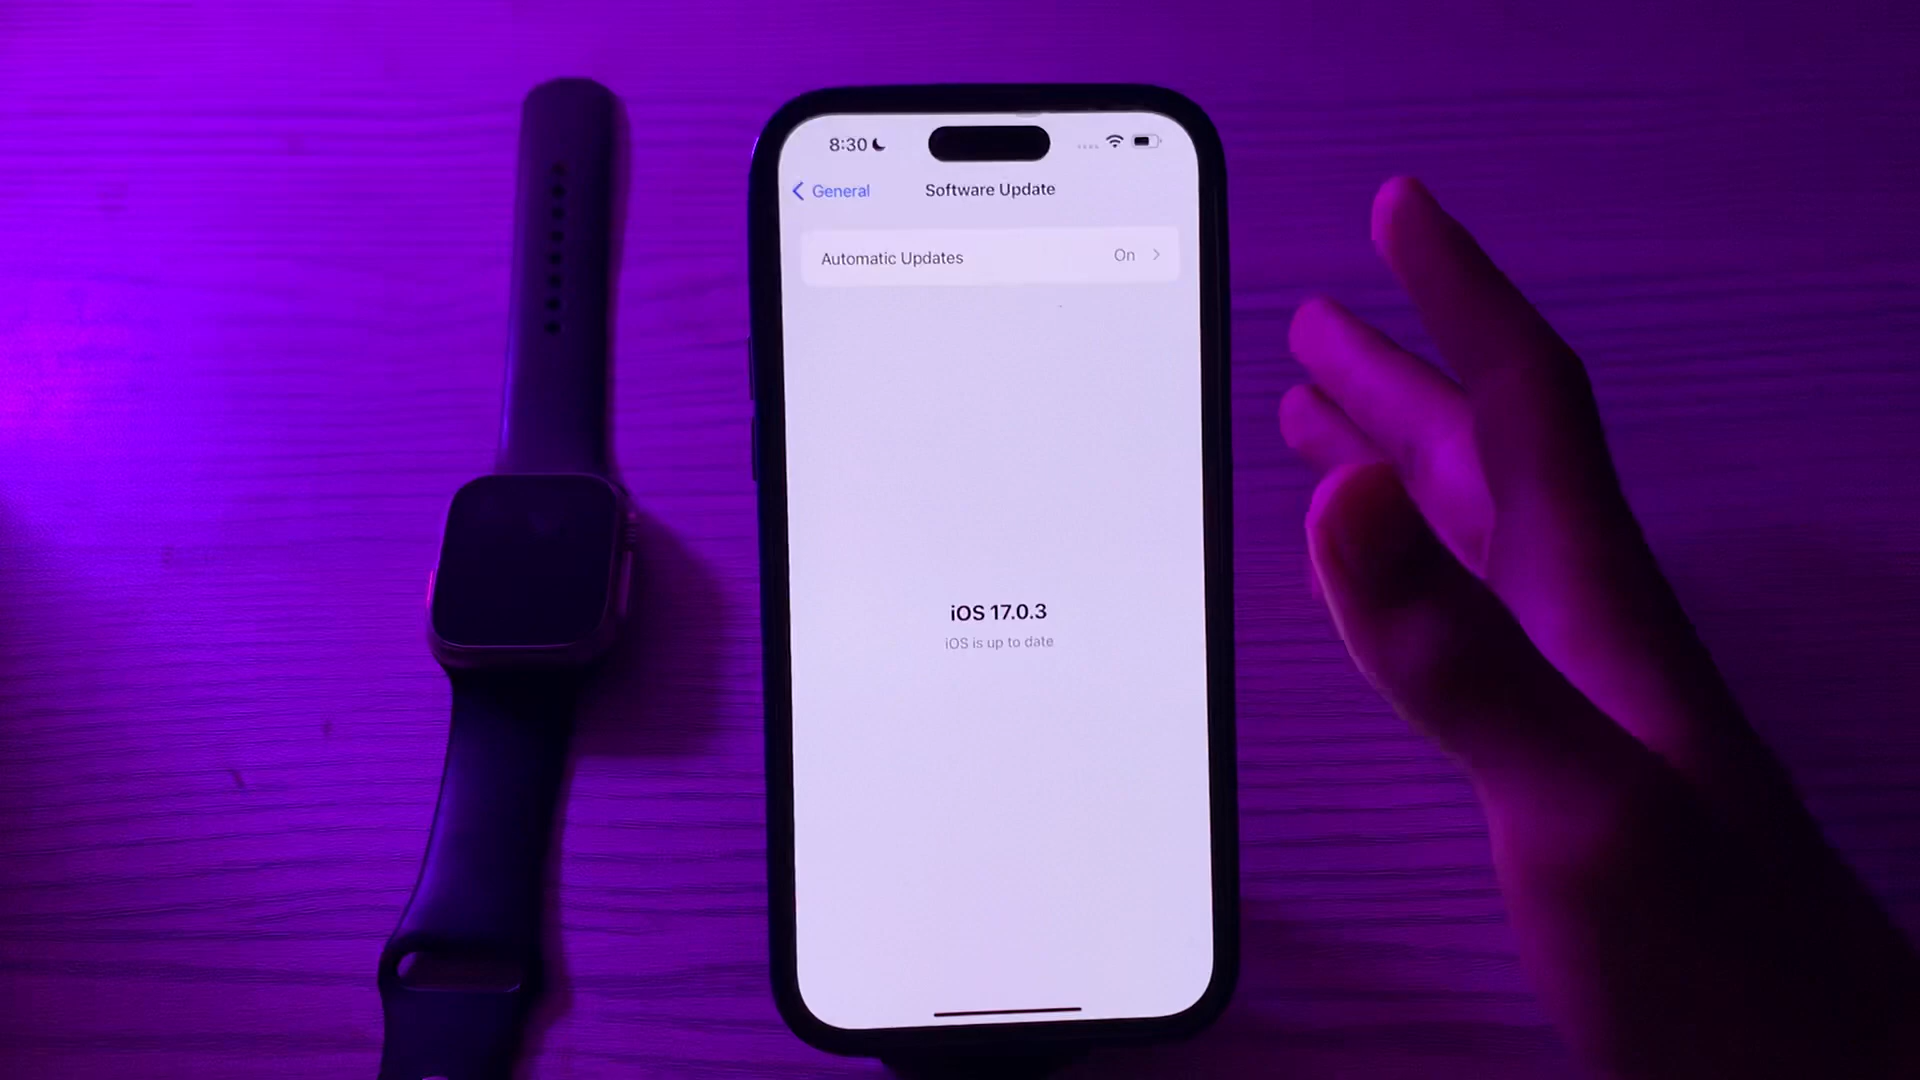 8:30
General
Software Update
Automatic Updates
On
iOS 17.0.3
iOS is up to date